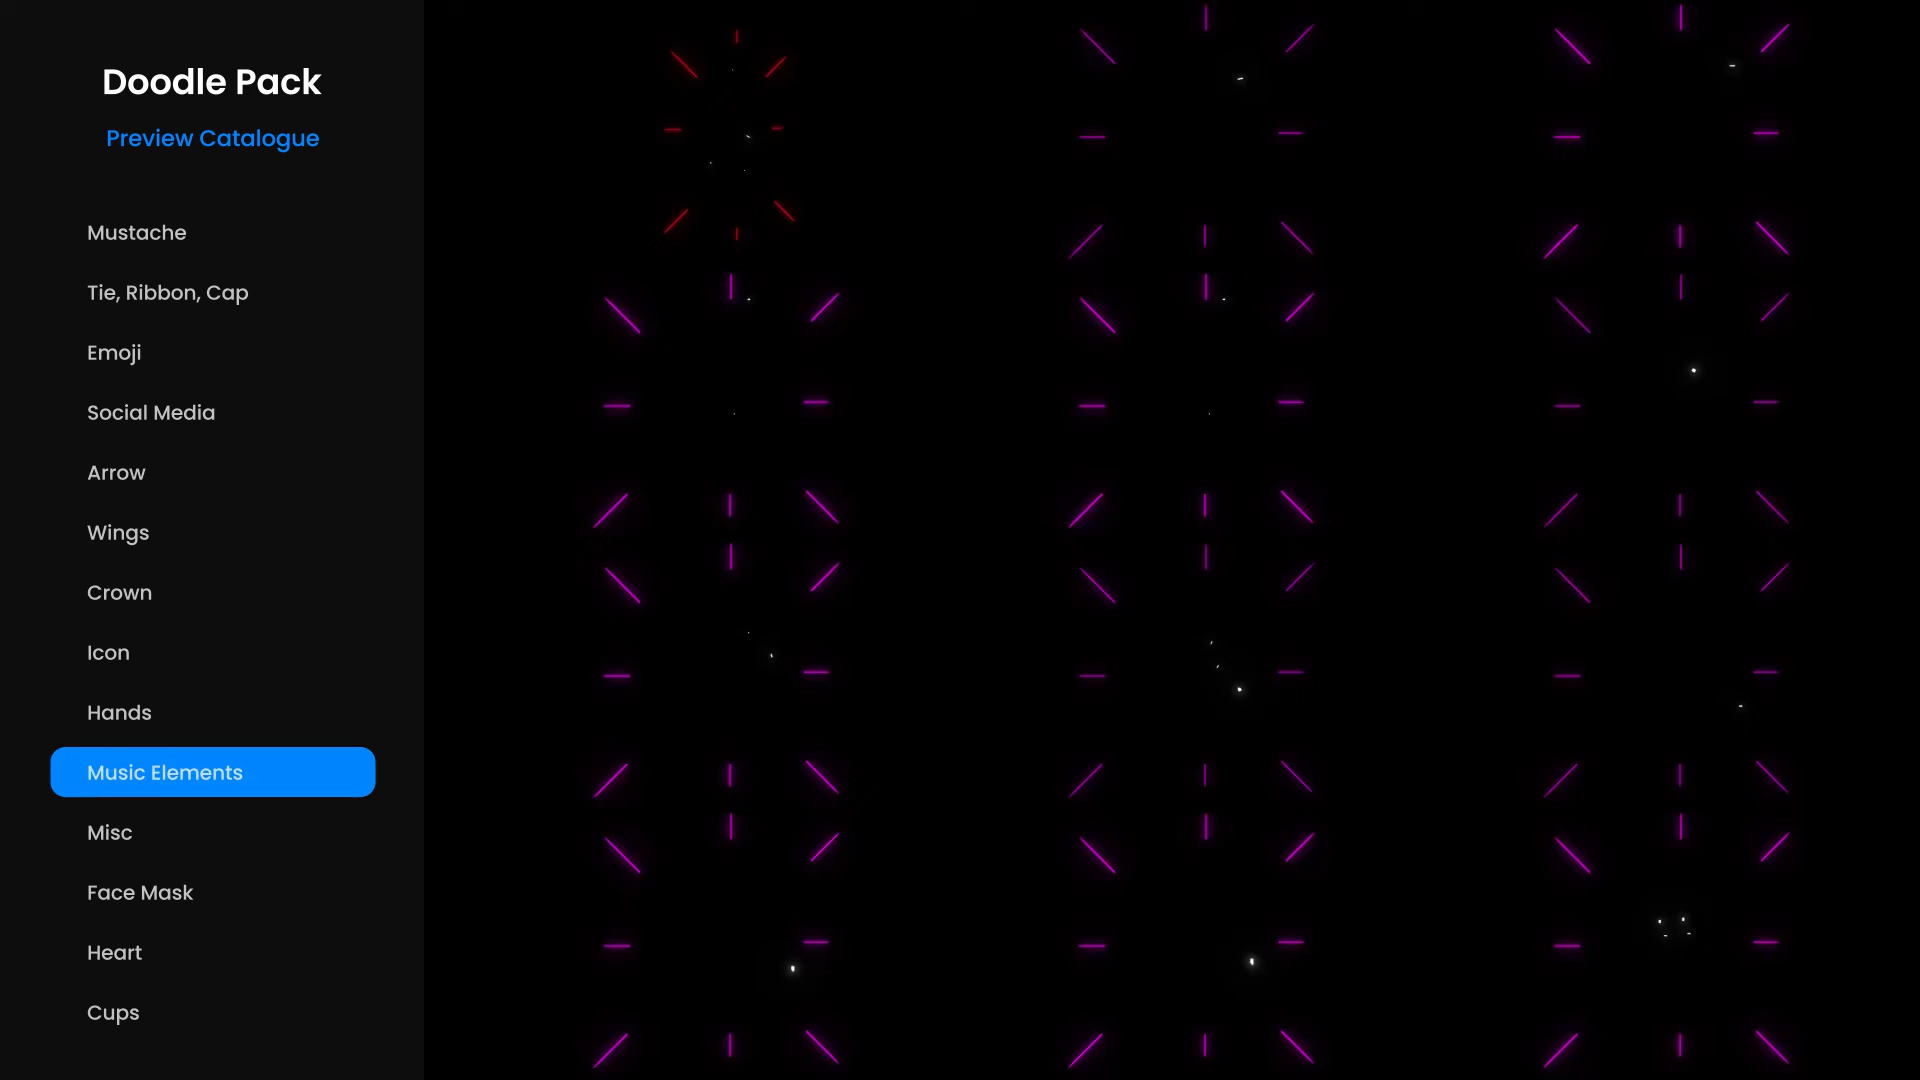 Doodle Pack
Preview Catalogue
Mustache
Tie, Ribbon, Cap
Emoji
Social Media
Arrow
Wings
Crown
Icon
Hands
Music Elements
Misc
Face Mask
Heart
Cups